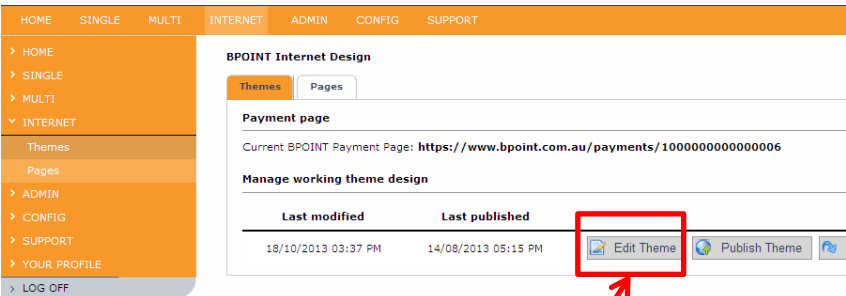 HOME SINGLE MULTI INTERNET ADMIN CONFIG SUPPORT
> HOME
> SINGLE
> MULTI
INTERNET
Themes
Pages
> ADMIN
> CONFIG
> SUPPORT
> YOUR PROFILE
> LOG OFF
BPOINT Internet Design
Themes Pages
Payment page
Current BPOINT Payment Page: https://www.bpoint.com.au/payments/1000000000000006
Manage working theme design
Last modified Last published
18/10/2013 03:37 PM 14/08/2013 05:15 PM Edit Theme Publish Theme